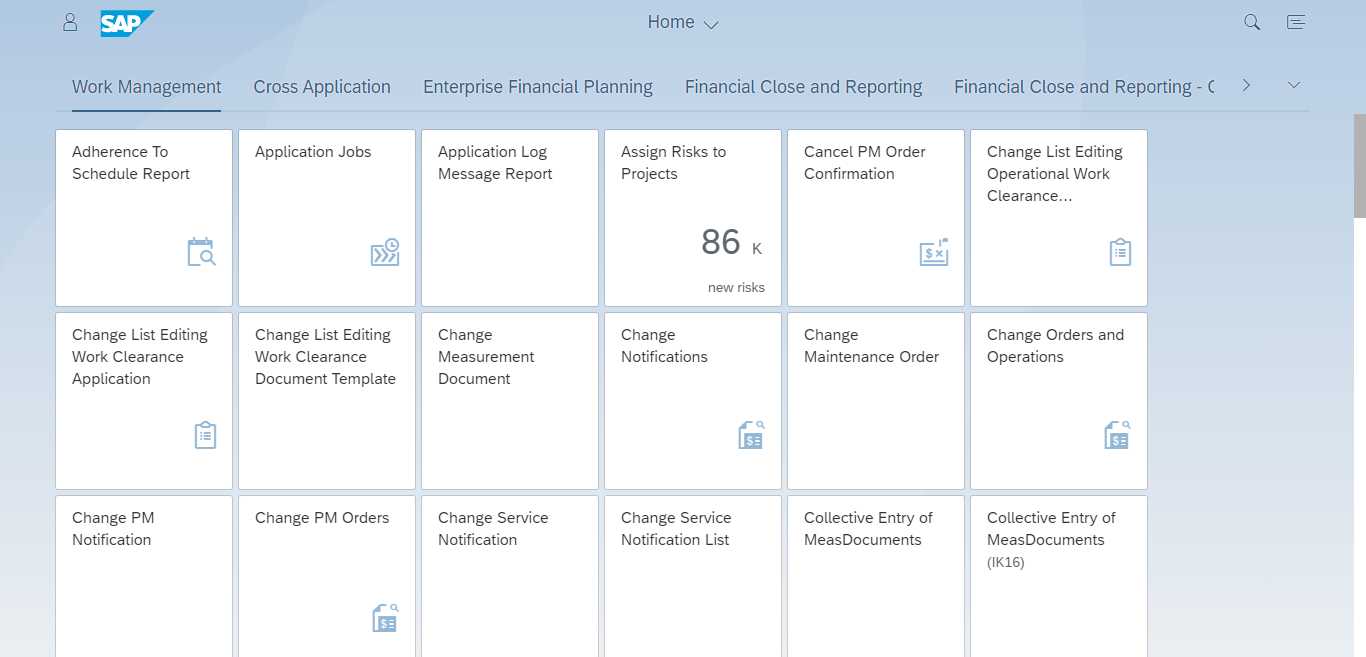 SAP
Home
Work Management
Cross Application
Enterprise Financial Planning
Financial Close and Reporting
Financial Close and Reporting -
Adherence To
Schedule Report
Application Jobs
Application Log
Message Report
Assign Risks to
Projects
86 K
new risks
Cancel PM Order
Confirmation
Change List Editing
Operational Work
Clearance...
Change List Editing
Work Clearance
Application
Change List Editing
Work Clearance
Document Template
Change
Measurement
Document
Change
Notifications
Change
Maintenance Order
Change Orders and
Operations
Change PM
Notification
Change PM Orders
Change Service
Notification
Change Service
Notification List
Collective Entry of
MeasDocuments
Collective Entry of
MeasDocuments
(IK16)